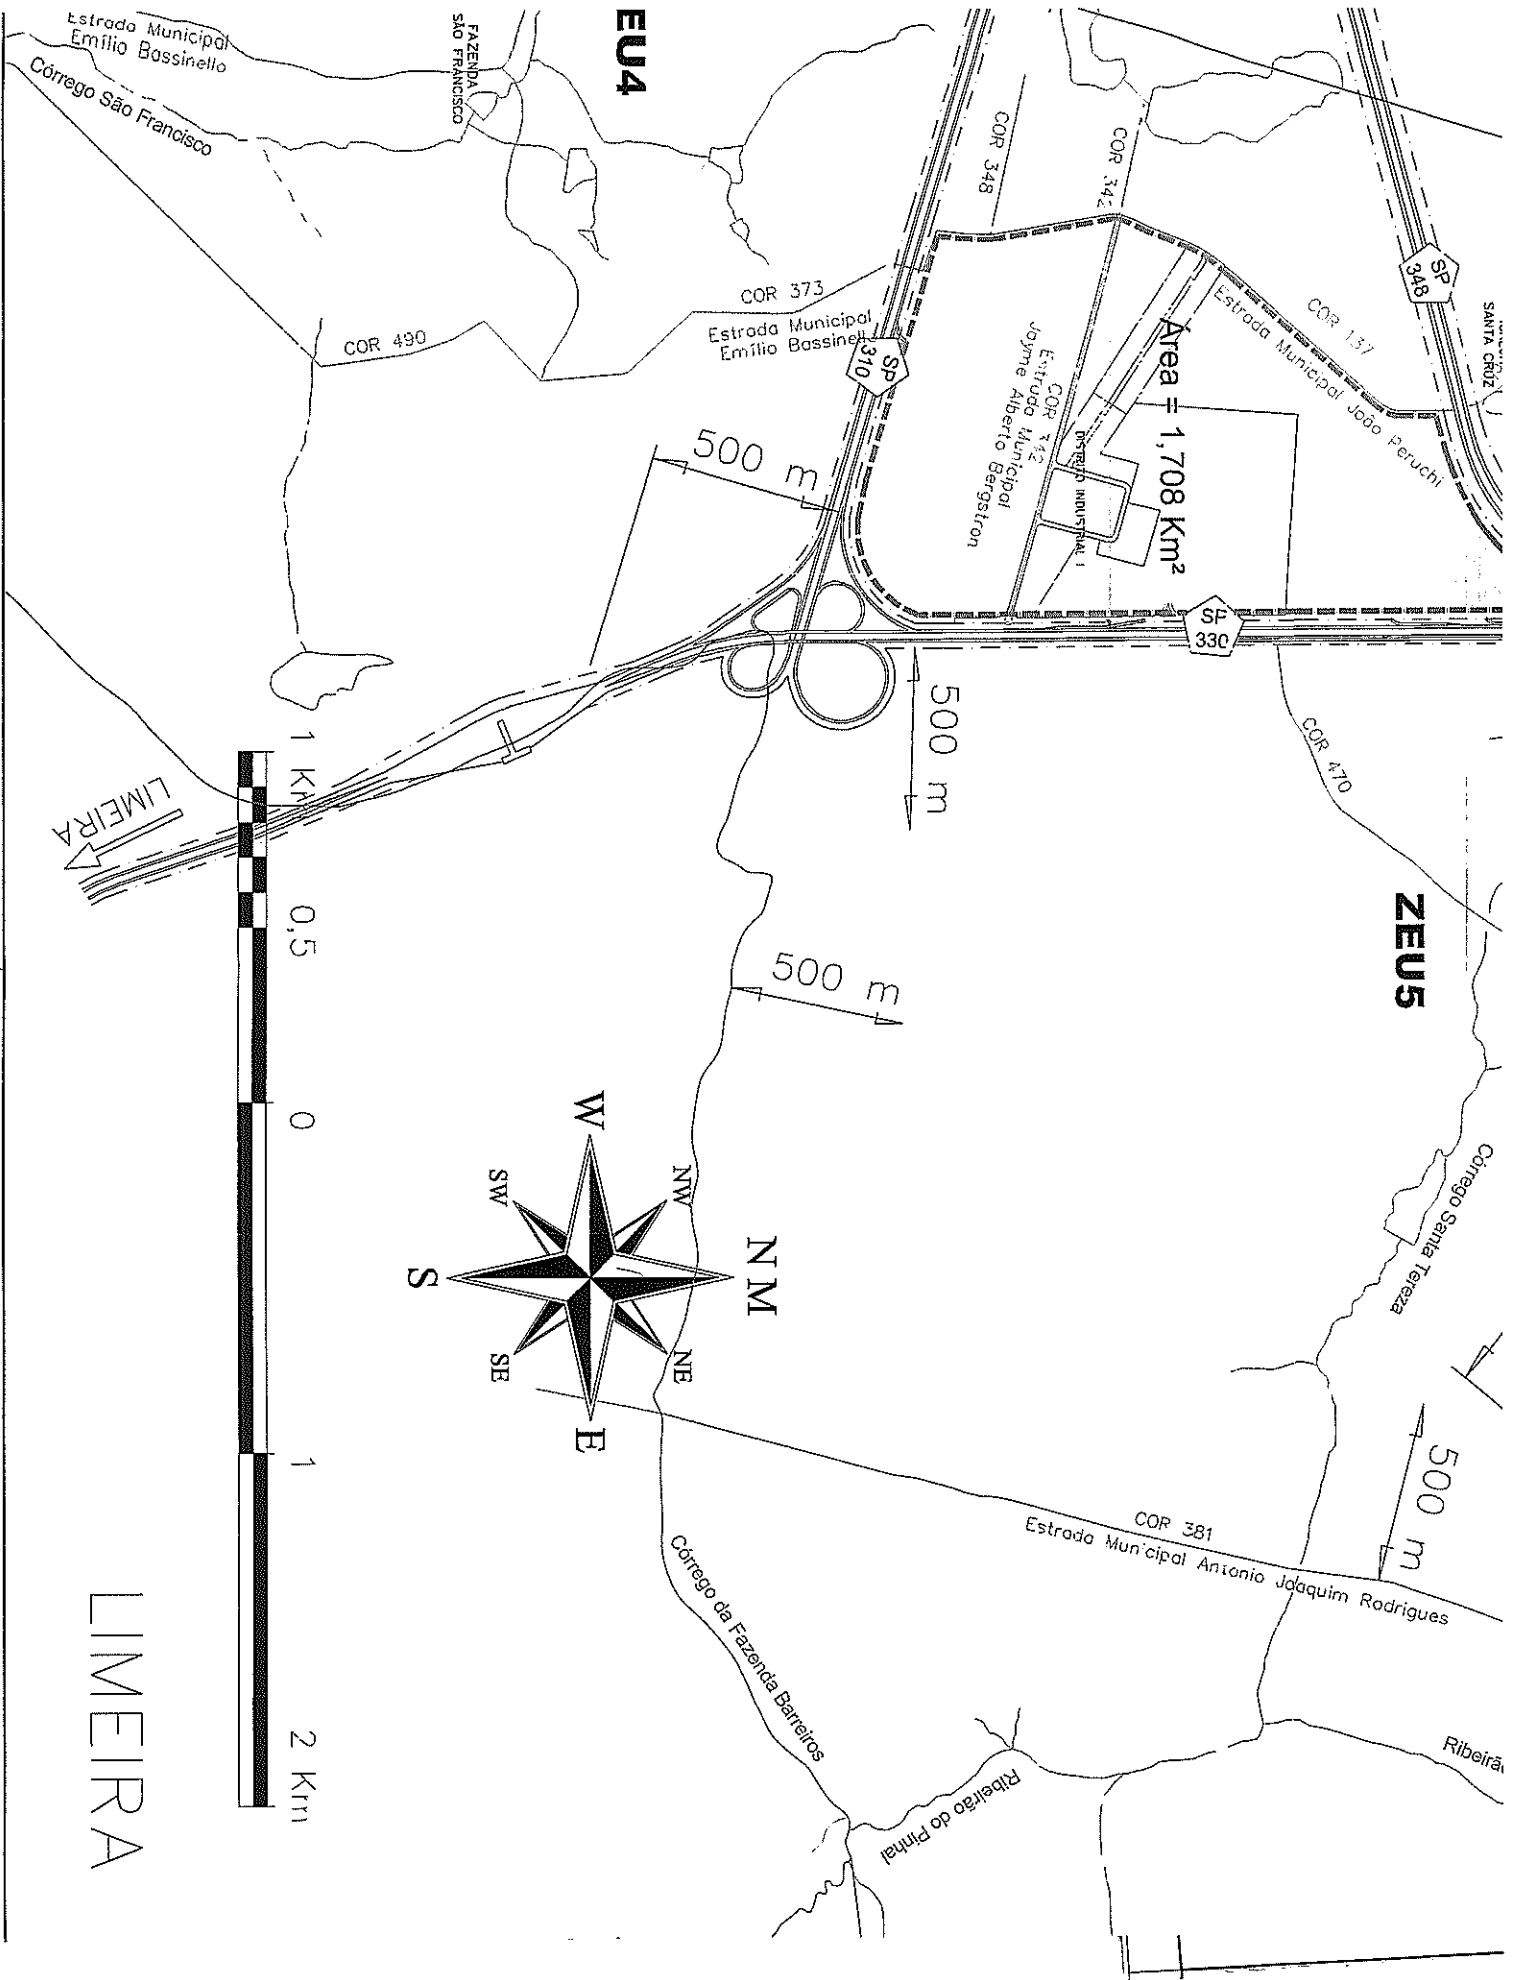 Estrada Municipal
Emílio Bassinello
Córrego São Francisco
FAZENDA
SÃO FRANCISCO
EU4
COR 490
COR 373
Estrada Municipal
Emílio Bassinello
SP
310
COR 348
COR 342
COR 342
Estrada Municipal
Jayme Alberto Bergstron
DISTRITO INDUSTRIAL I
Área = 1,708 Km²
COR 137
Estrada Municipal João Peruchi
SP
348
SANTA CRUZ
500 m
SP
330
500 m
COR 470
ZEU5
500 m
LIMEIRA
1 Km
0,5
0
1
2 Km
N M
NE
E
SE
S
SW
W
NW
Córrego Santa Tereza
500 m
COR 381
Estrada Municipal Antonio Joaquim Rodrigues
Córrego da Fazenda Barreiros
Ribeirão do Pinhal
Ribeirão
LIMEIRA